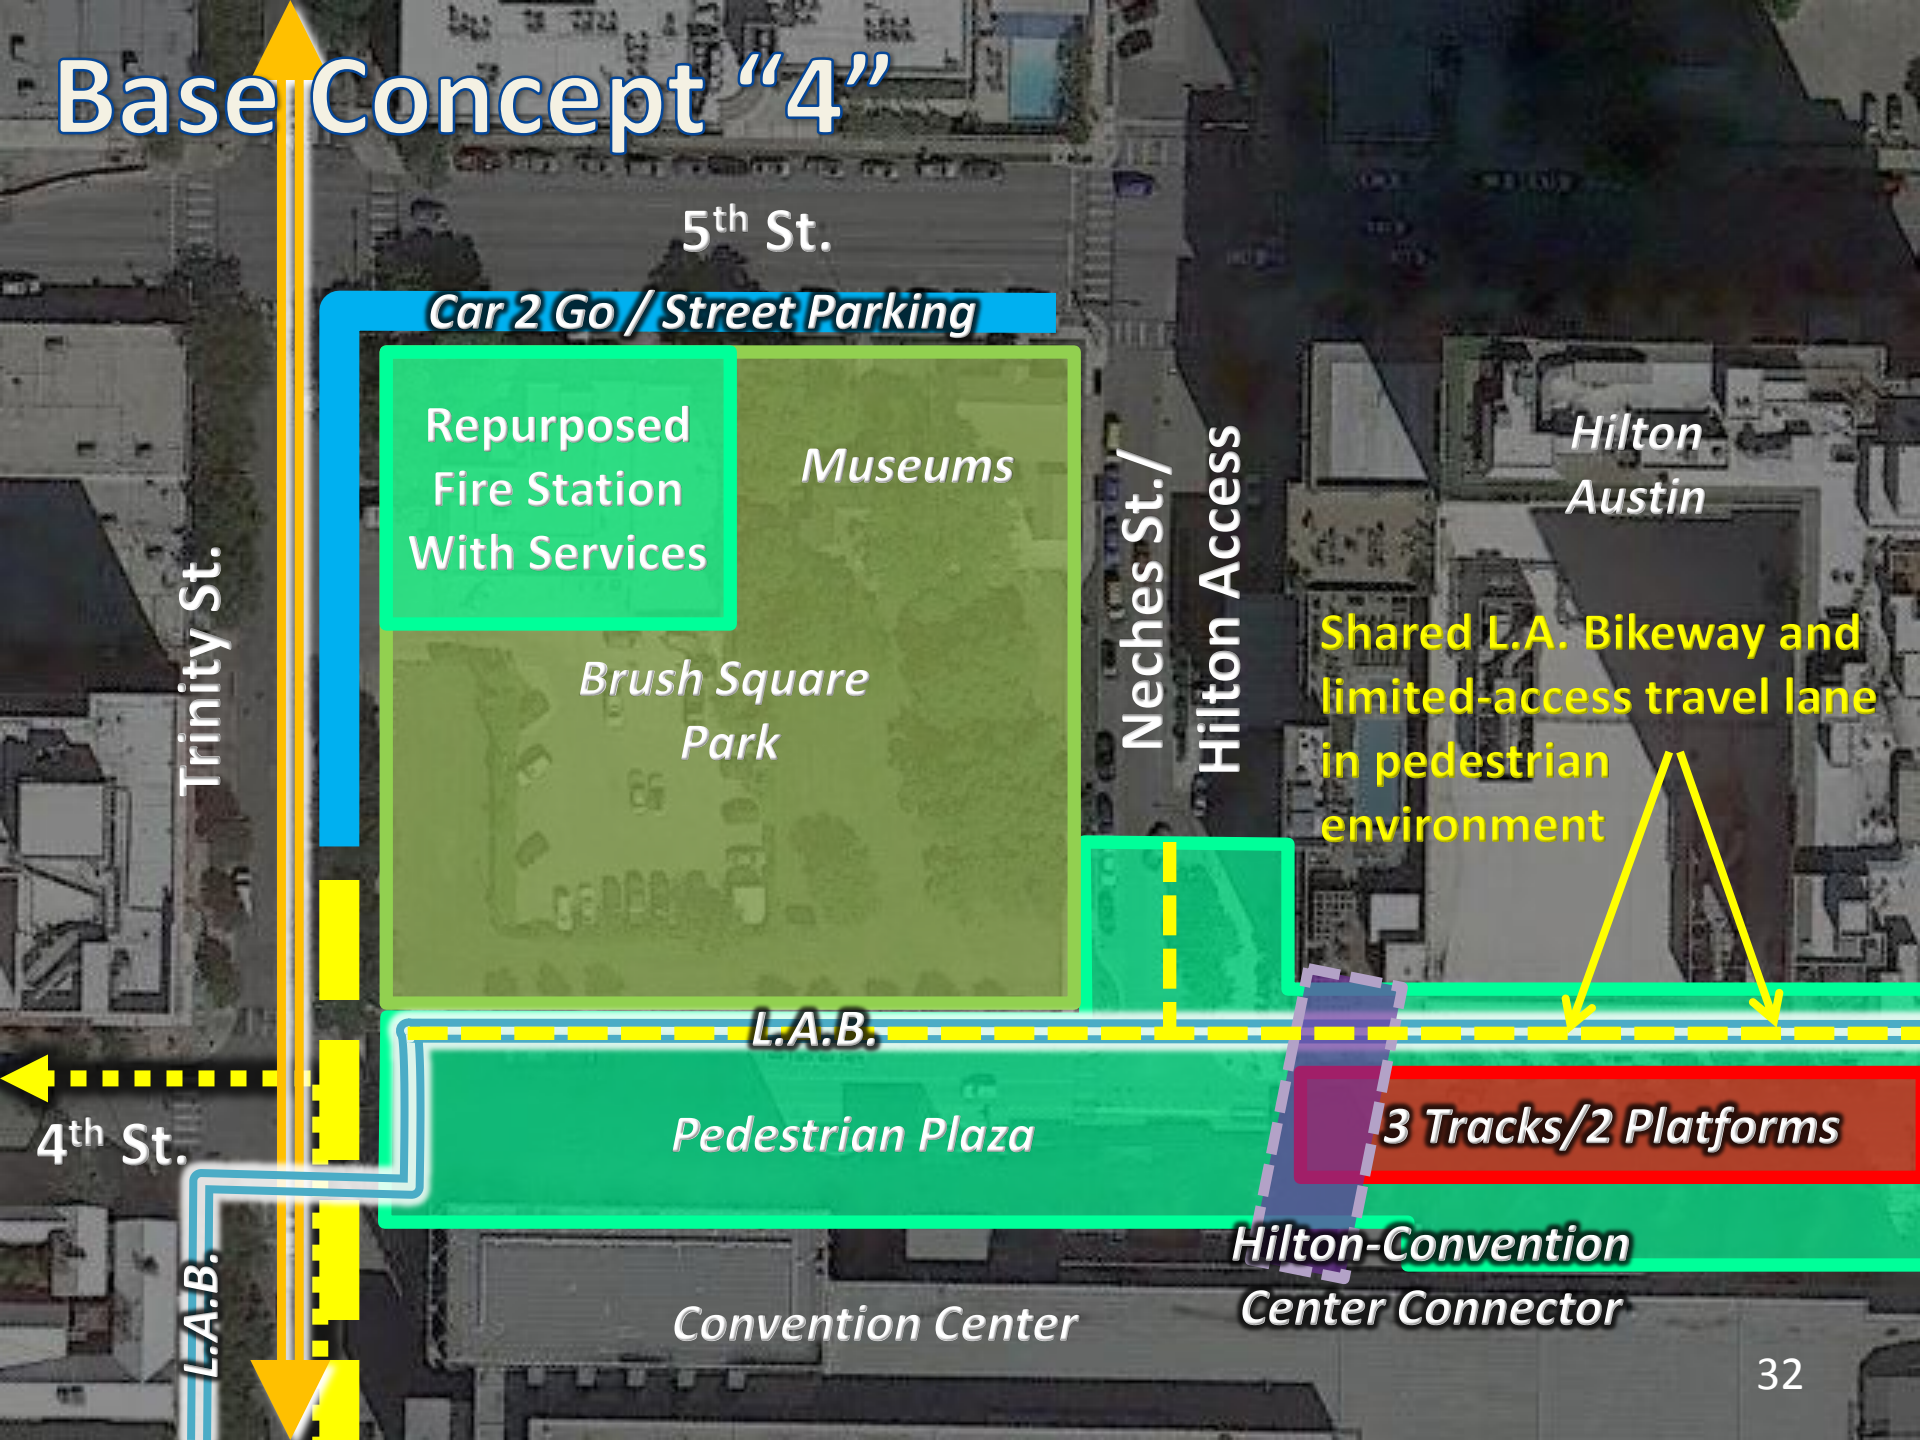 Base Concept “4”
5th St.
Car 2 Go / Street Parking
Repurposed
Fire Station
With Services
Museums
Hilton
Austin
Neches St./
Hilton Access
Trinity St.
Brush Square
Park
Shared L.A. Bikeway and
limited-access travel lane
in pedestrian
environment
L.A.B.
4th St.
Pedestrian Plaza
3 Tracks/2 Platforms
Hilton-Convention
Center Connector
L.A.B.
Convention Center
32